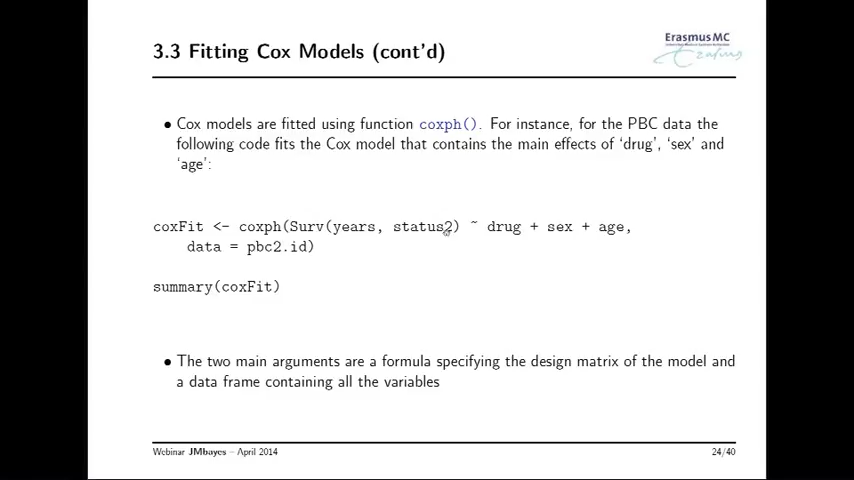 3.3 Fitting Cox Models (cont'd)
Erasmus MC
• Cox models are fitted using function coxph(). For instance, for the PBC data the
following code fits the Cox model that contains the main effects of ‘drug’, ‘sex’ and
‘age’:
coxFit <- coxph(Surv(years, status2) ~ drug + sex + age,
data = pbc2.id)
summary(coxFit)
• The two main arguments are a formula specifying the design matrix of the model and
a data frame containing all the variables
Webinar JMbayes – April 2014
24/40